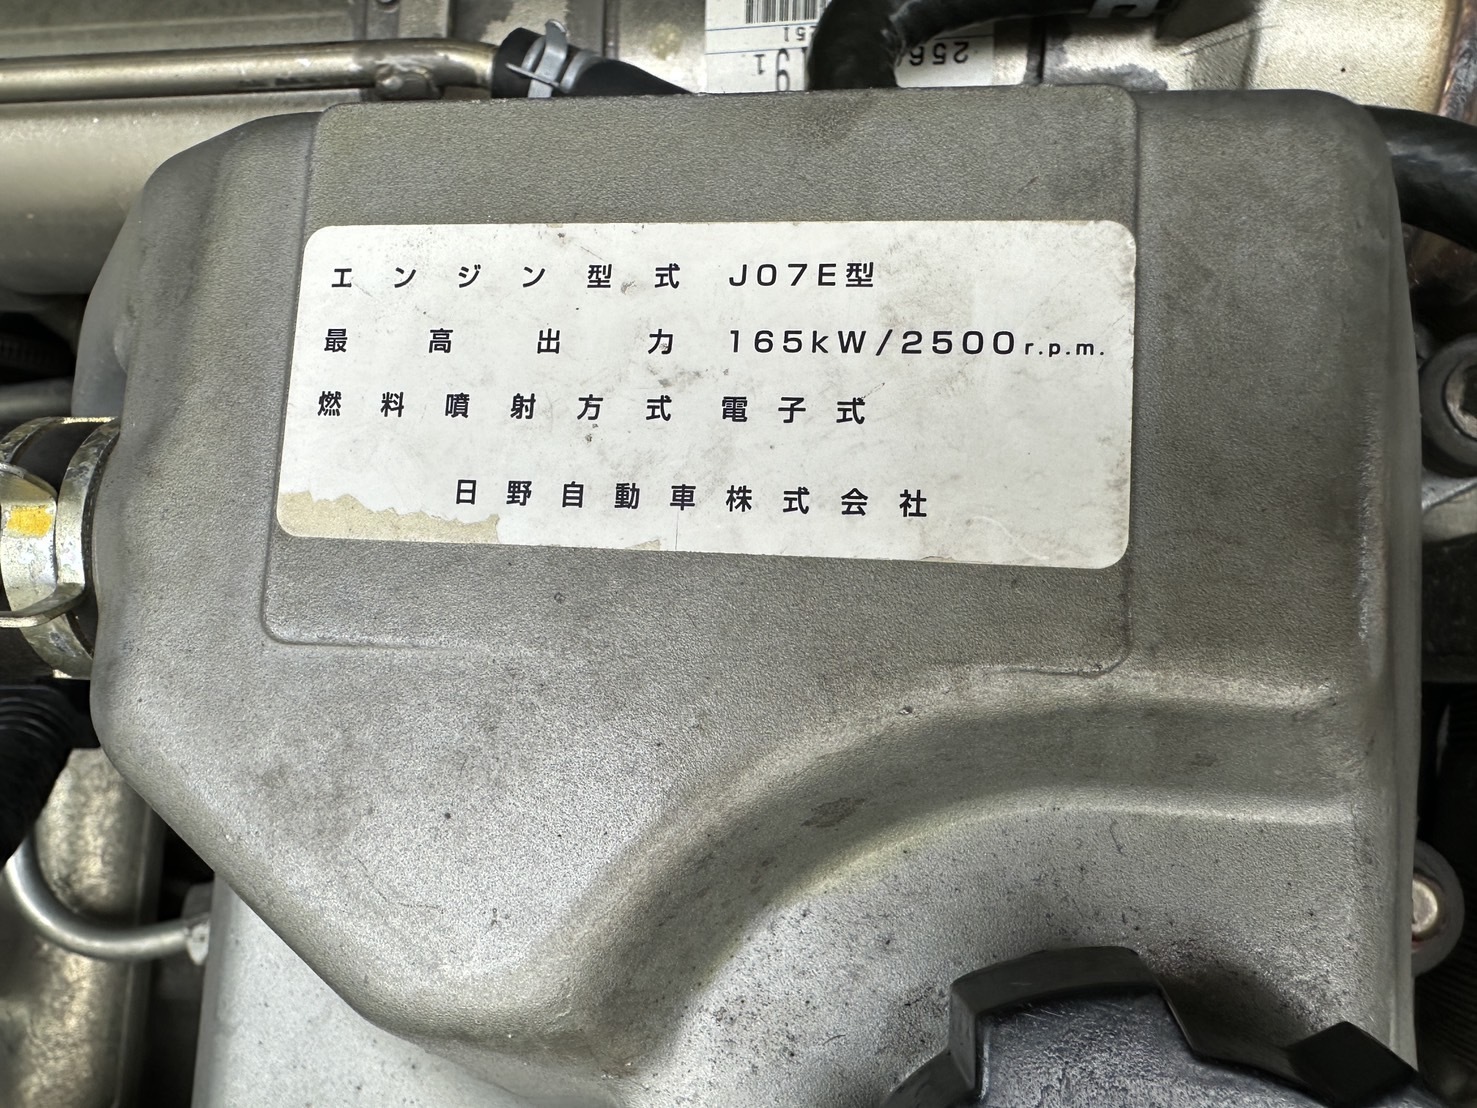 エンジン型式 J07E型
最高出力 165kW/2500r.p.m.
燃料噴射方式 電子式
日野自動車株式会社